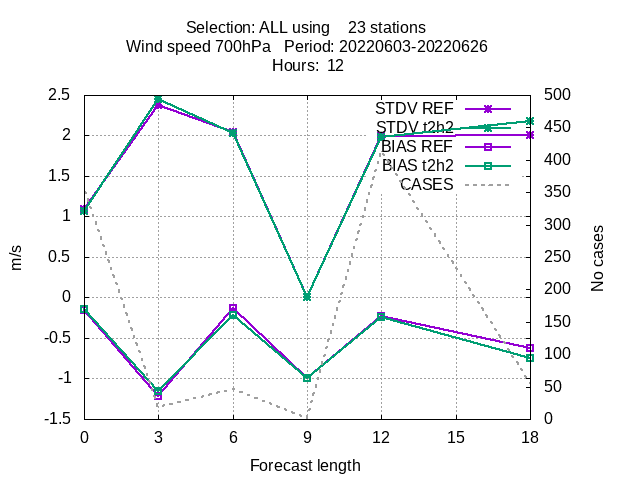 Selection: ALL using    23 stations
Wind speed 700hPa   Period: 20220603-20220626
Hours:  12
2.5
2
1.5
1
0.5
0
-0.5
-1
-1.5
m/s
500
450
400
350
300
250
200
150
100
50
0
No cases
STDV REF
STDV t2h2
BIAS REF
BIAS t2h2
CASES
0 3 6 9 12 15 18
Forecast length